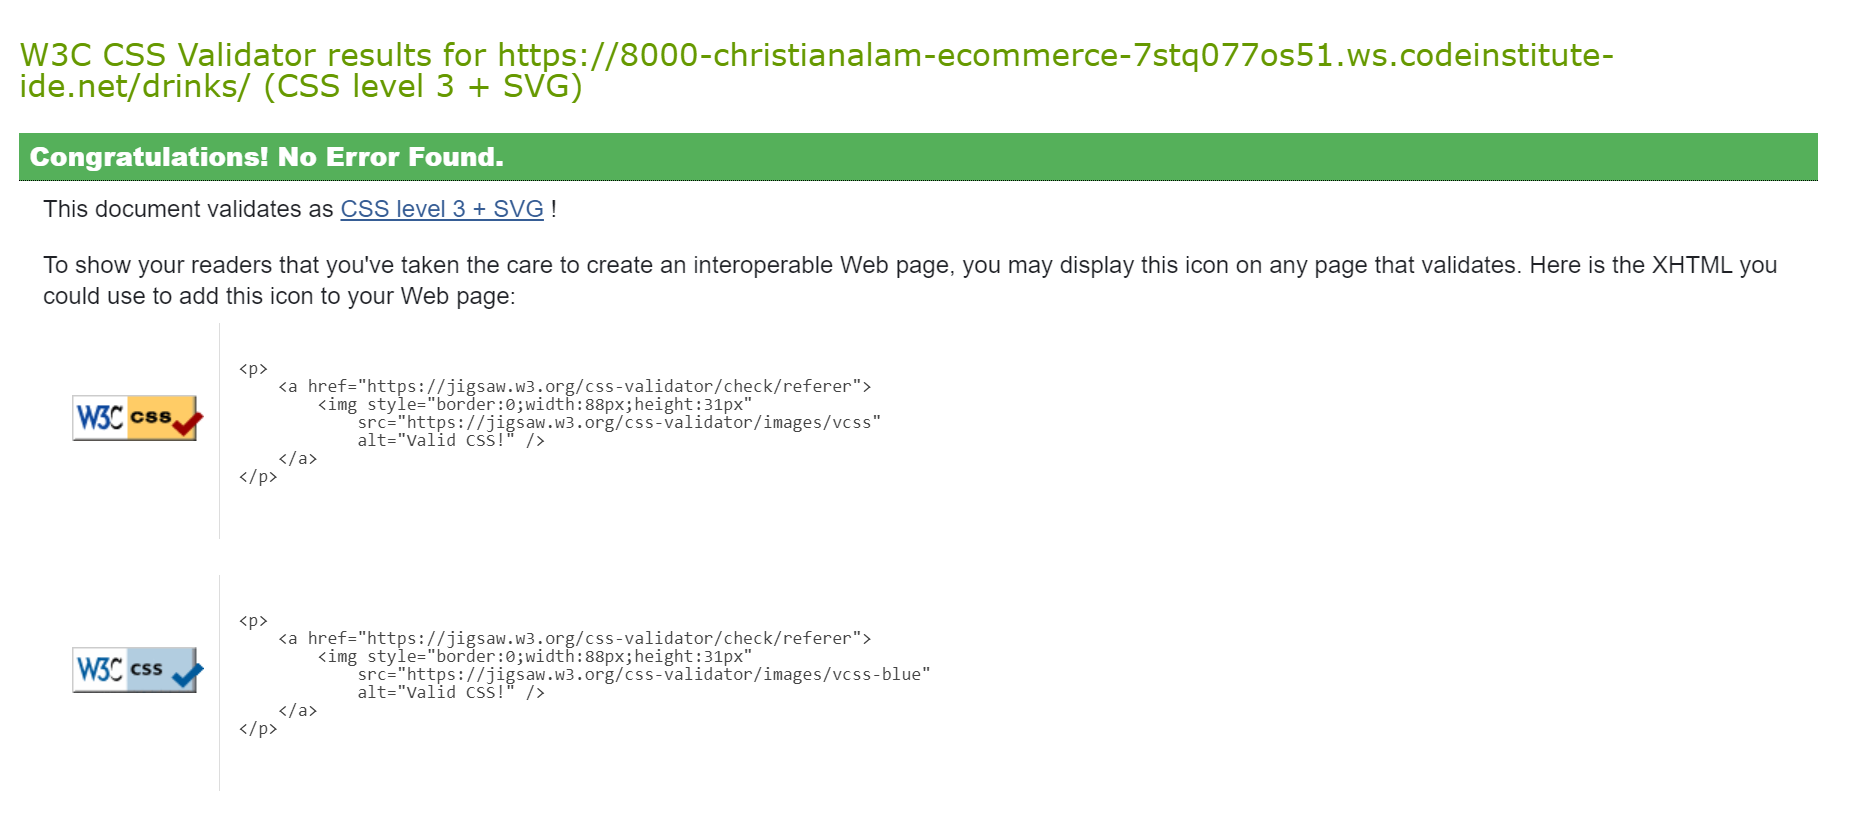 W3C CSS Validator results for https://8000-christianalam-ecommerce-7stq077os51.ws.codeinstitute-
ide.net/drinks/ (CSS level 3 + SVG)
Congratulations! No Error Found.
This document validates as CSS level 3 + SVG !
To show your readers that you've taken the care to create an interoperable Web page, you may display this icon on any page that validates. Here is the XHTML you
could use to add this icon to your Web page:
W3C css
<p>
    <a href="https://jigsaw.w3.org/css-validator/check/referer">
        <img style="border:0;width:88px;height:31px"
            src="https://jigsaw.w3.org/css-validator/images/vcss"
            alt="Valid CSS!" />
    </a>
</p>
W3C css
<p>
    <a href="https://jigsaw.w3.org/css-validator/check/referer">
        <img style="border:0;width:88px;height:31px"
            src="https://jigsaw.w3.org/css-validator/images/vcss-blue"
            alt="Valid CSS!" />
    </a>
</p>